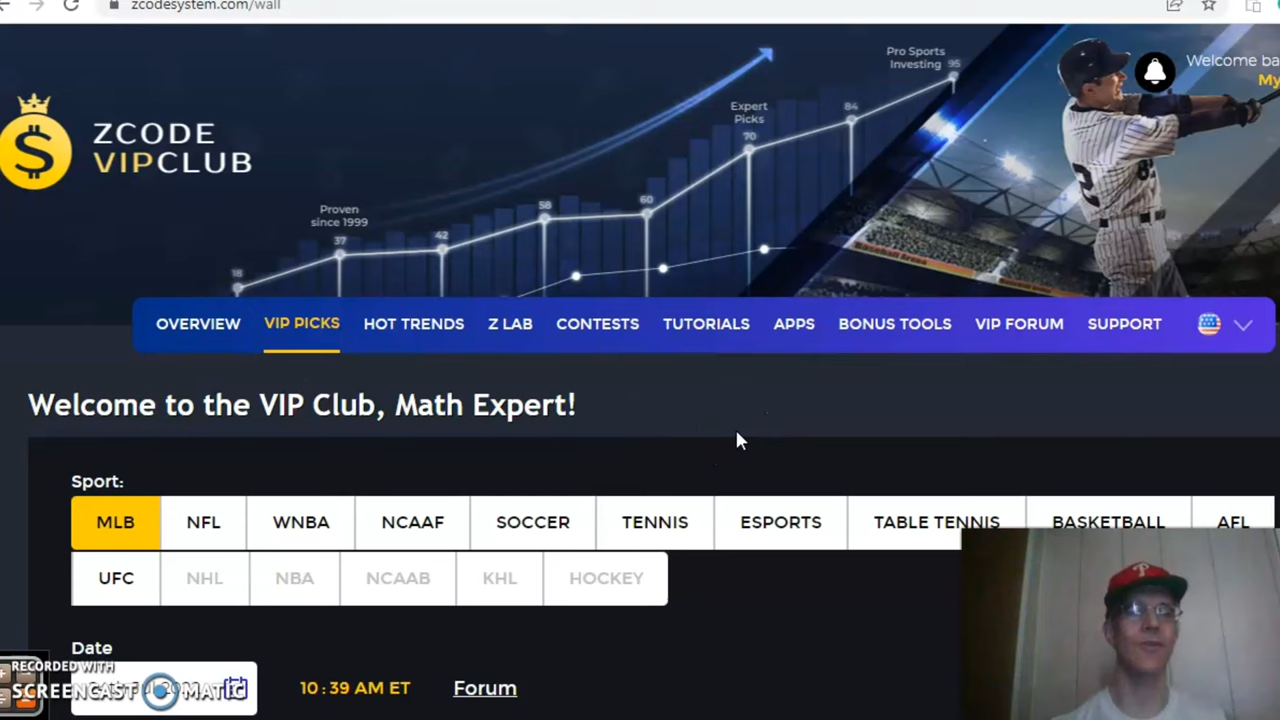 zcodesystem.com/wall
Pro Sports
Investing 95
Welcome ba
My
Expert
Picks
84
70
ZCODE
VIPCLUB
Proven
since 1999
58
60
37
42
18
OVERVIEW VIP PICKS HOT TRENDS Z LAB CONTESTS TUTORIALS APPS BONUS TOOLS VIP FORUM SUPPORT
Welcome to the VIP Club, Math Expert!
Sport:
MLB NFL WNBA NCAAF SOCCER TENNIS ESPORTS TABLE TENNIS BASKETBALL AFL
UFC NHL NBA NCAAB KHL HOCKEY
Date
10:39 AM ET Forum
RECORDED WITH
SCREENCAST MATIC